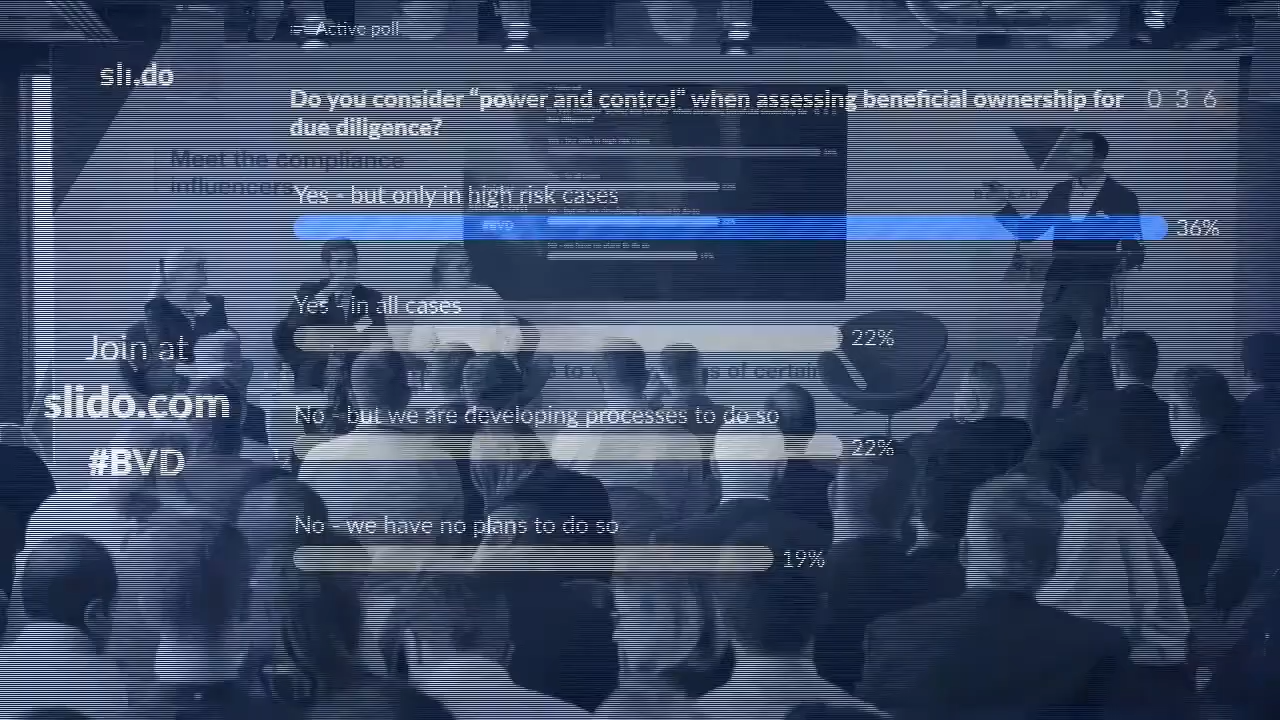 Active poll
sli.do
Do you consider “power and control” when assessing beneficial ownership for
due diligence?
0 3 6
Meet the compliance
influencers
Yes - but only in high risk cases
36%
Yes - in all cases
22%
Join at
slido.com
#BVD
of certain
No - but we are developing processes to do so
22%
No - we have no plans to do so
19%
#BVD